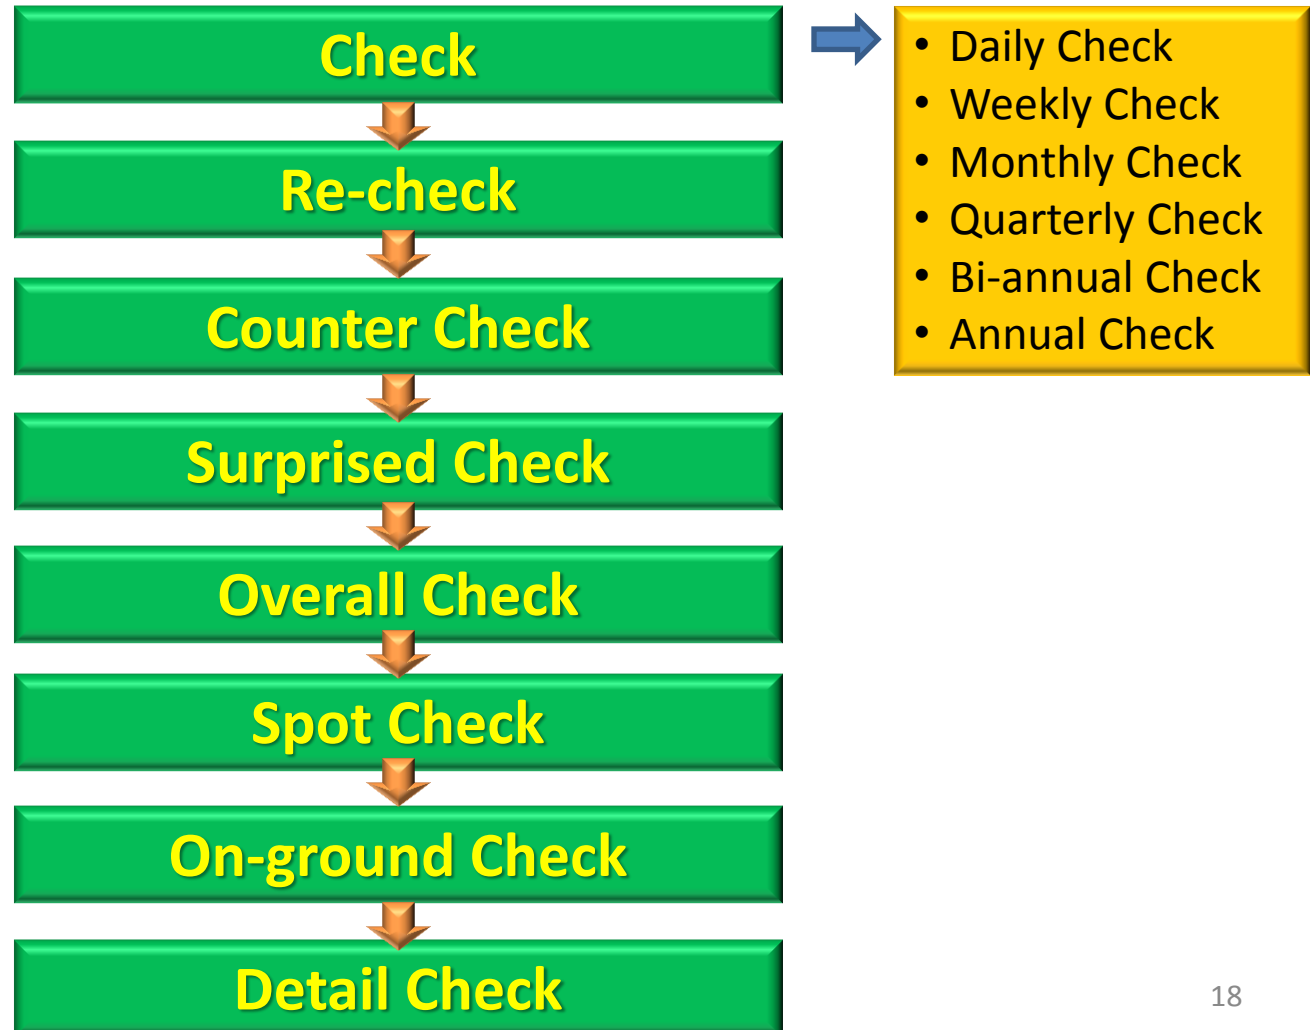 Check
• Daily Check
• Weekly Check
• Monthly Check
• Quarterly Check
• Bi-annual Check
• Annual Check
Re-check
Counter Check
Surprised Check
Overall Check
Spot Check
On-ground Check
Detail Check
18